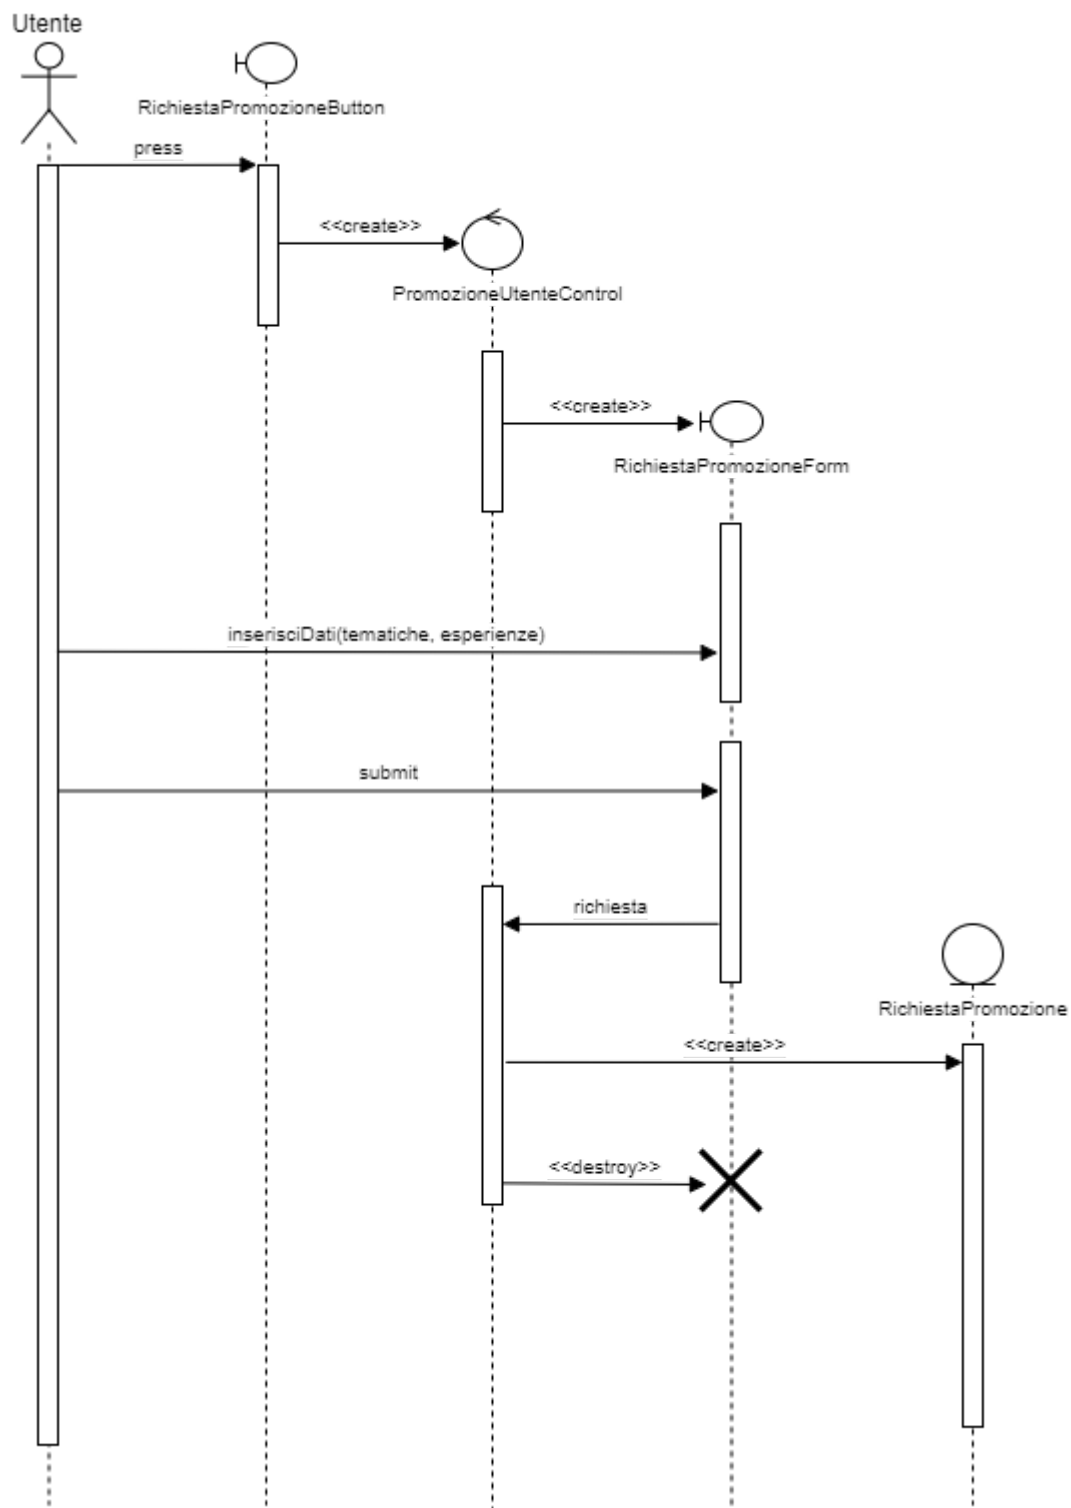 Utente
RichiestaPromozioneButton
press
<<create>>
PromozioneUtenteControl
<<create>>
RichiestaPromozioneForm
inserisciDati(tematiche, esperienze)
submit
richiesta
RichiestaPromozione
<<create>>
<<destroy>>